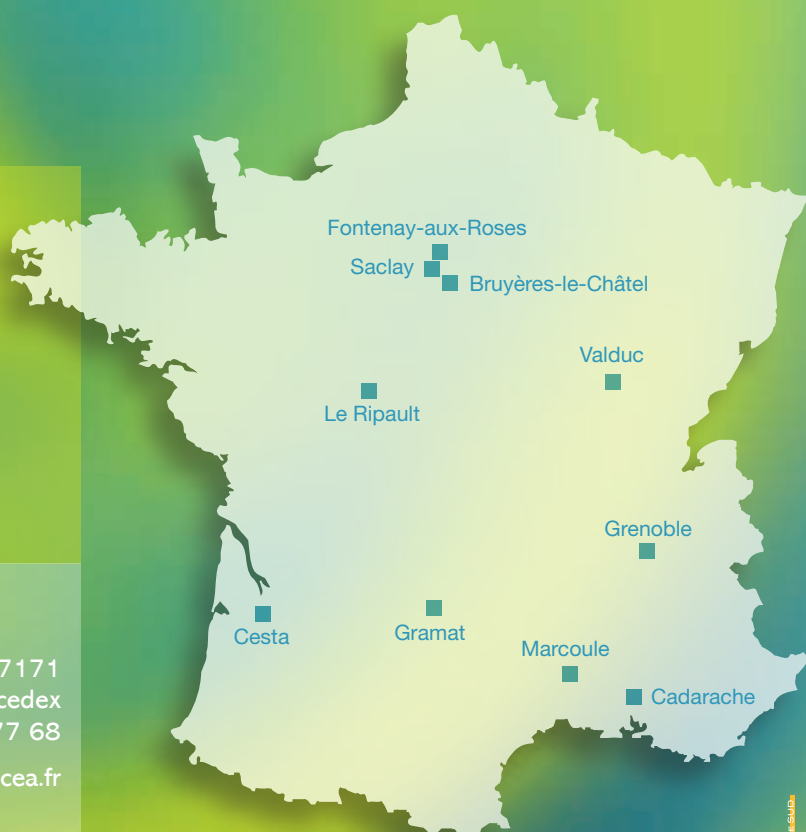 Fontenay-aux-Roses
Saclay
Bruyères-le-Châtel
Valduc
Le Ripault
Grenoble
Cesta
Gramat
Marcoule
Cadarache
7171
cedex
77 68
cea.fr
SUD